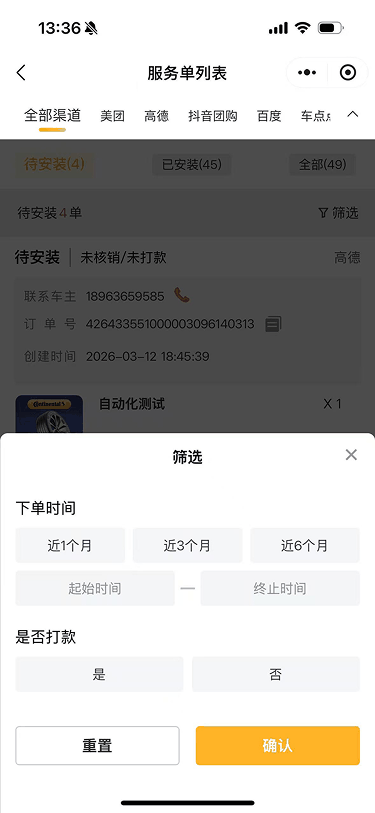 13:36
服务单列表
全部渠道 美团 高德 抖音团购 百度 车点
待安装(4) 已安装(45) 全部(49)
待安装4单 筛选
待安装 未核销/未打款 高德
联系车主 18963659585
订单号 426433551000003096140313
创建时间 2026-03-12 18:45:39
Continental
自动化测试 X 1
筛选
下单时间
近1个月 近3个月 近6个月
起始时间 — 终止时间
是否打款
是 否
重置 确认